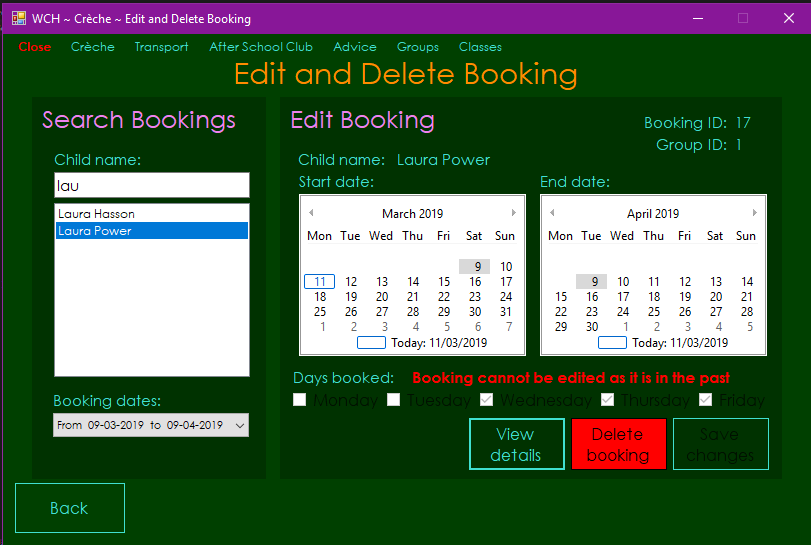 WCH ~ Crèche ~ Edit and Delete Booking
Close Crèche Transport After School Club Advice Groups Classes
Edit and Delete Booking
Search Bookings
Child name:
lau
Laura Hasson
Laura Power
Booking dates:
From 09-03-2019 to 09-04-2019
Edit Booking
Booking ID: 17
Group ID: 1
Child name: Laura Power
Start date:
March 2019
Mon Tue Wed Thu Fri Sat Sun
9 10
11 12 13 14 15 16 17
18 19 20 21 22 23 24
25 26 27 28 29 30 31
1 2 3 4 5 6 7
Today: 11/03/2019
End date:
April 2019
Mon Tue Wed Thu Fri Sat Sun
9 10 11 12 13 14
15 16 17 18 19 20 21
22 23 24 25 26 27 28
29 30 1 2 3 4 5
Today: 11/03/2019
Days booked: Booking cannot be edited as it is in the past
Monday Tuesday Wednesday Thursday Friday
View
details
Delete
booking
Save
changes
Back